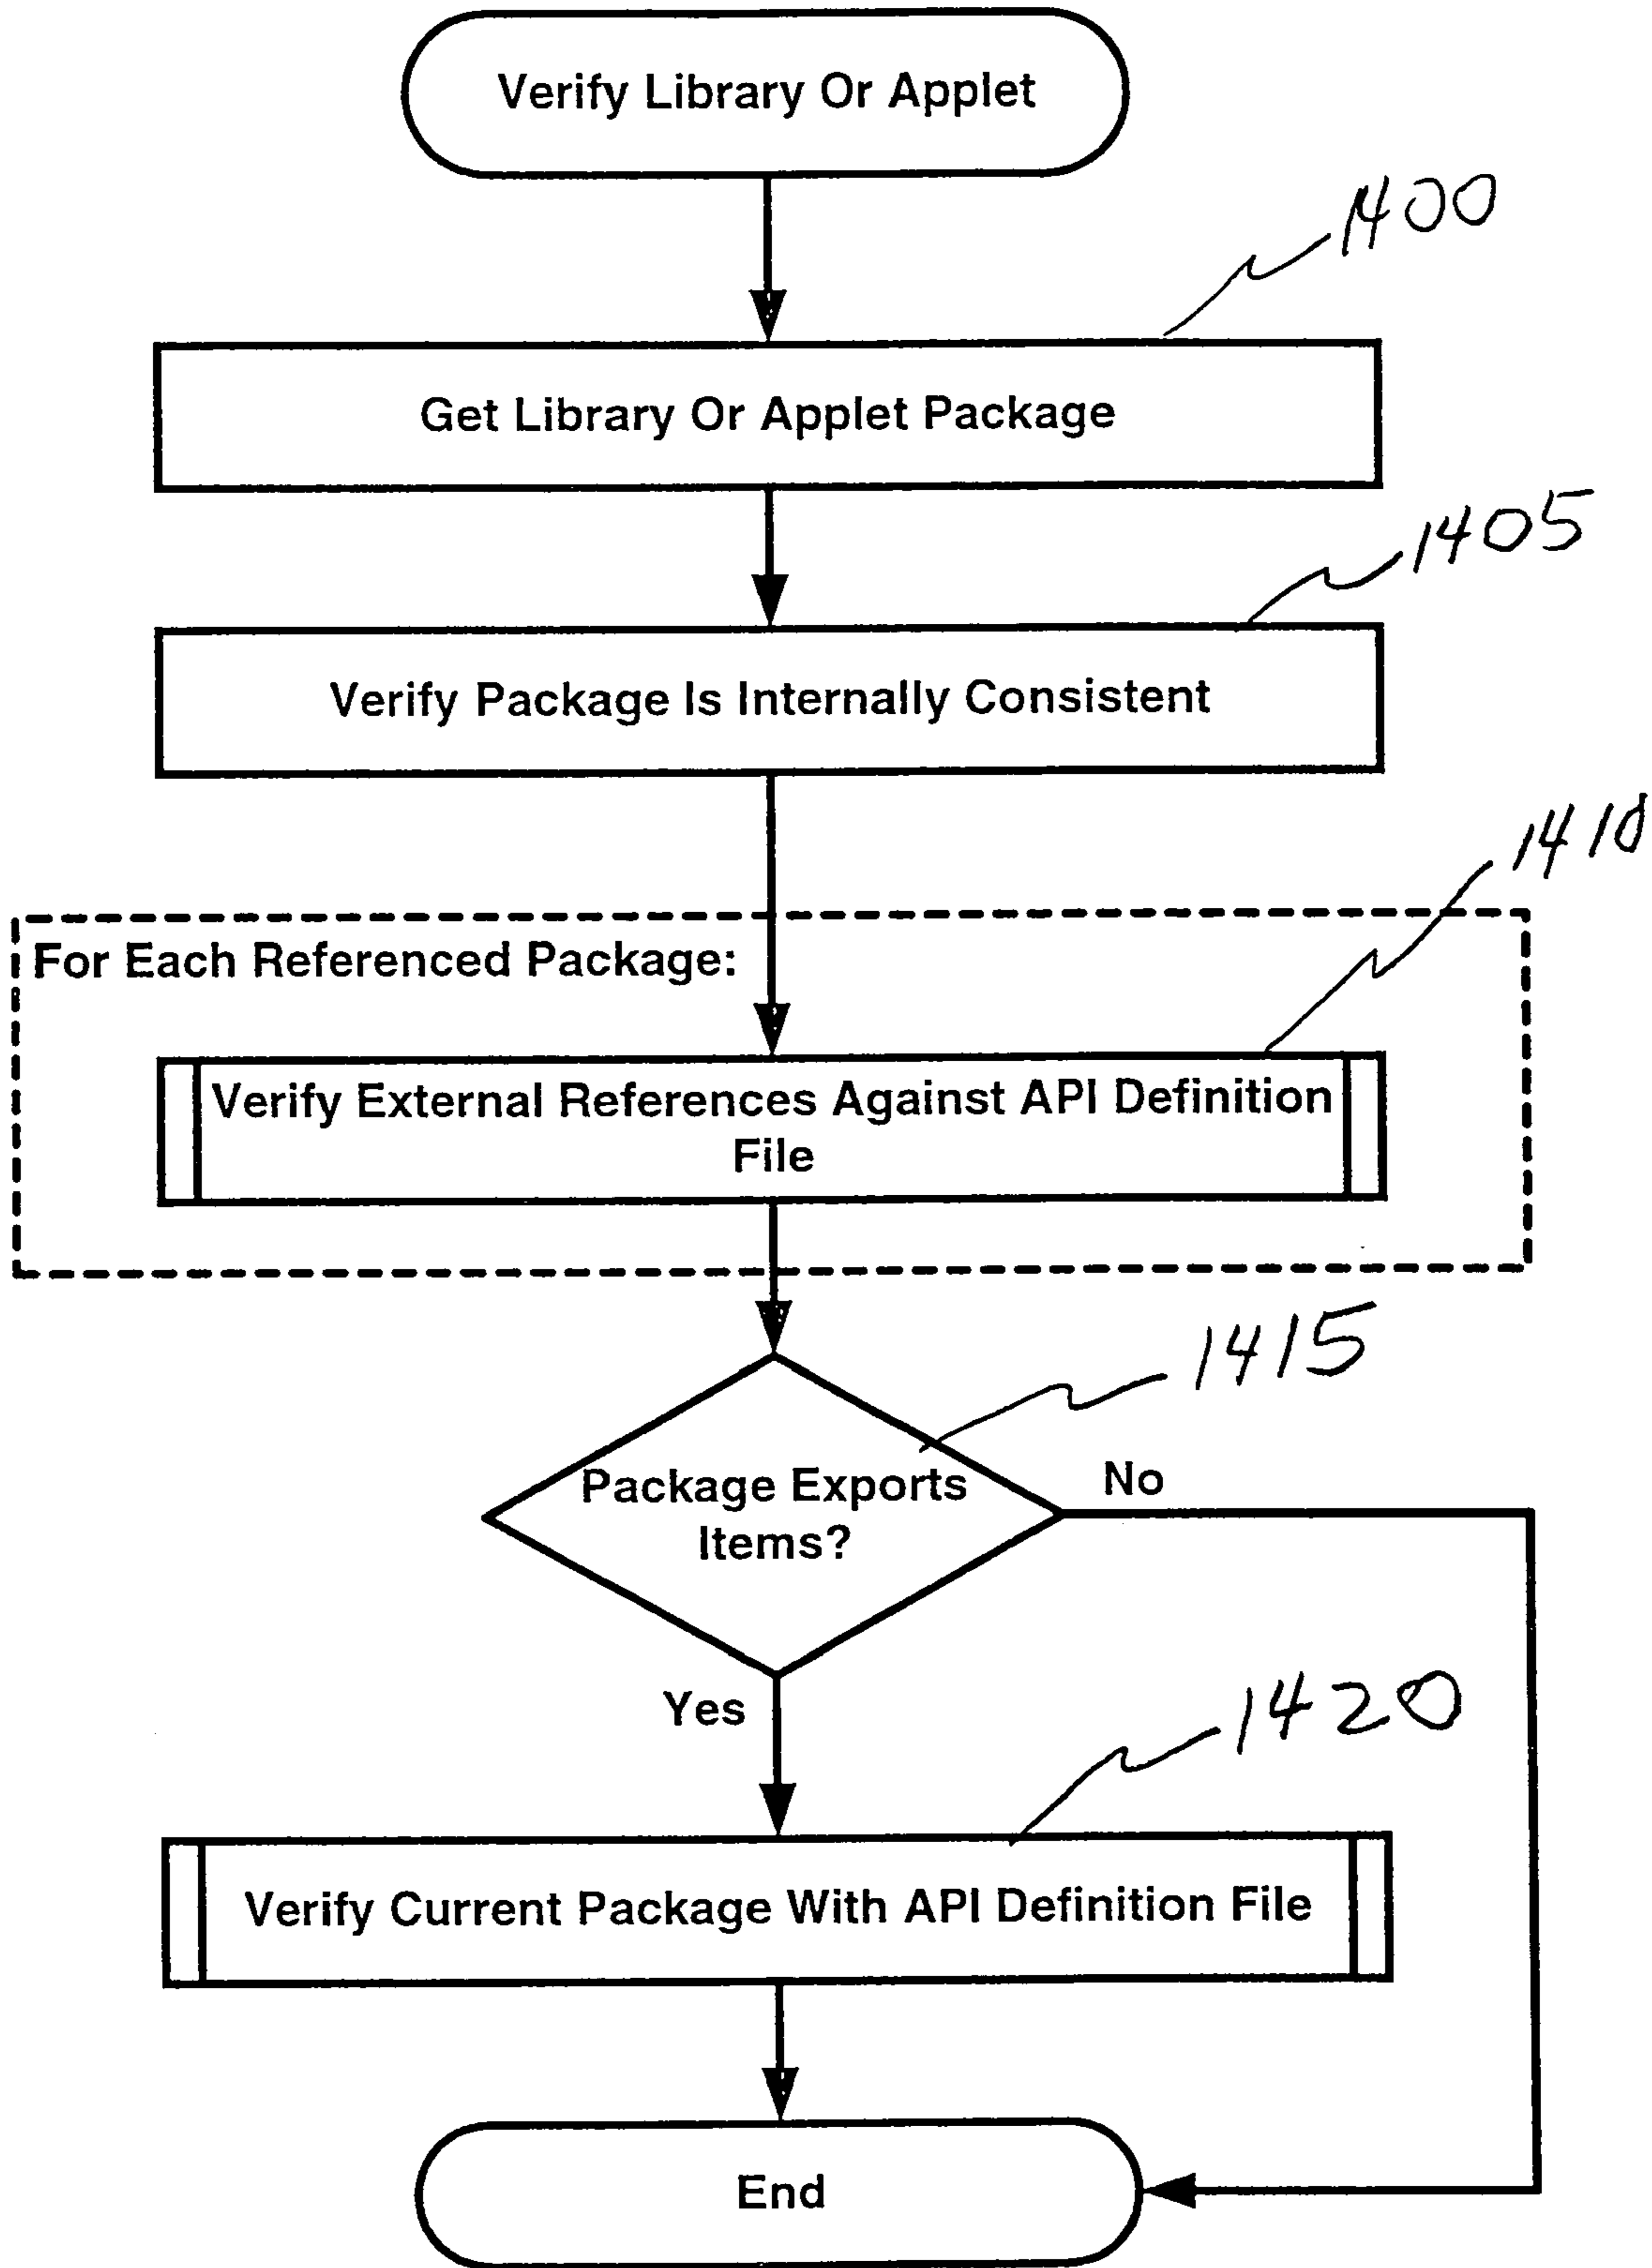 Verify Library Or Applet
1400
Get Library Or Applet Package
1405
Verify Package Is Internally Consistent
1410
For Each Referenced Package:
Verify External References Against API Definition
File
1415
Package Exports
Items?
No
Yes
1420
Verify Current Package With API Definition File
End